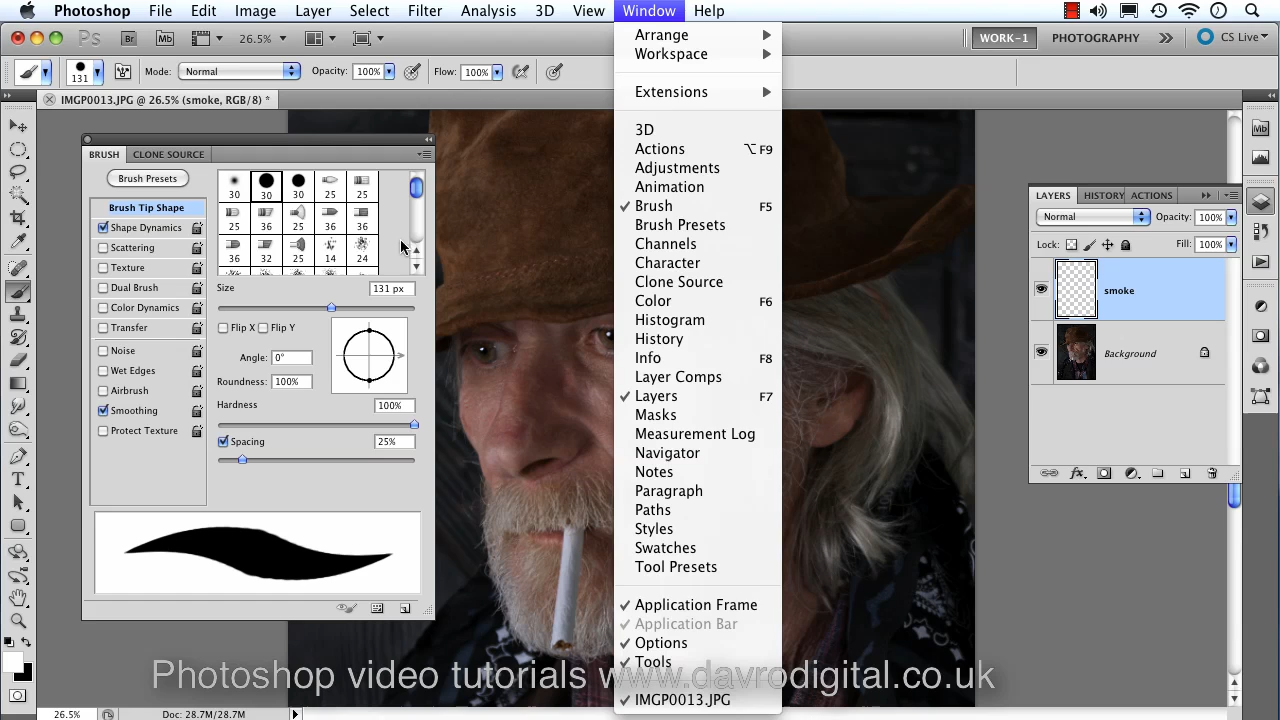 Photoshop File Edit Image Layer Select Filter Analysis 3D View Window Help
Ps Br Mb 26.5% WORK-1 PHOTOGRAPHY CS Live
131 Mode: Normal Opacity: 100% Flow: 100%
IMGP0013.JPG @ 26.5% (smoke, RGB/8) *
BRUSH CLONE SOURCE
Brush Presets
30 30 30 25 25
25 36 25 36 36
36 32 25 14 24
Brush Tip Shape
Shape Dynamics
Scattering
Texture
Dual Brush
Color Dynamics
Transfer
Noise
Wet Edges
Airbrush
Smoothing
Protect Texture
Size 131 px
Flip X Flip Y
Angle: 0°
Roundness: 100%
Hardness 100%
Spacing 25%
Arrange
Workspace
Extensions
3D
Actions ⌥ F9
Adjustments
Animation
Brush F5
Brush Presets
Channels
Character
Clone Source
Color F6
Histogram
History
Info F8
Layer Comps
Layers F7
Masks
Measurement Log
Navigator
Notes
Paragraph
Paths
Styles
Swatches
Tool Presets
Application Frame
Application Bar
Options
Tools
IMGP0013.JPG
LAYERS HISTORY ACTIONS
Normal Opacity: 100%
Lock: Fill: 100%
smoke
Background
fx
Mb
Photoshop video tutorials www.davrodigital.co.uk
26.5% Doc: 28.7M/28.7M